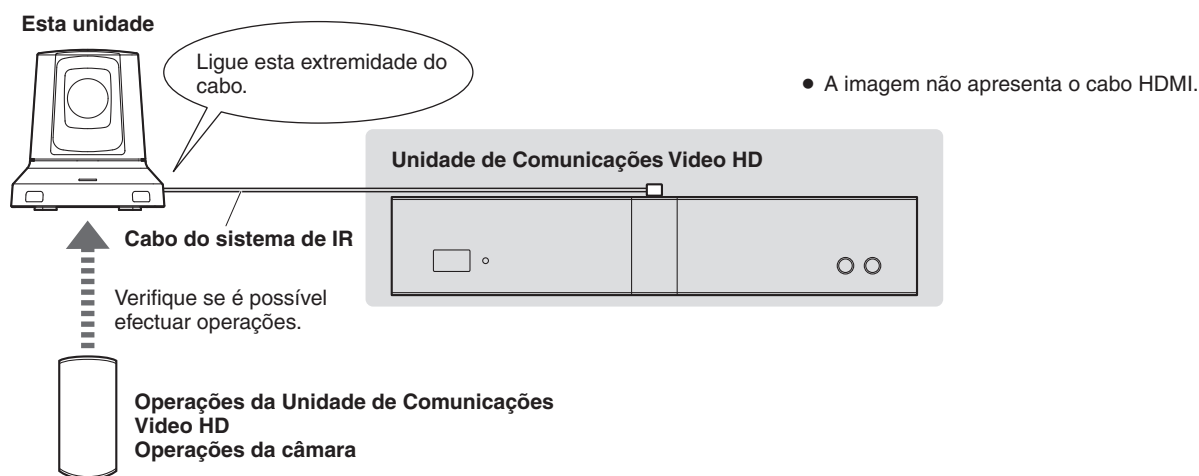 Esta unidade
Ligue esta extremidade do
cabo.
● A imagem não apresenta o cabo HDMI.
Unidade de Comunicações Video HD
Cabo do sistema de IR
Verifique se é possível
efectuar operações.
Operações da Unidade de Comunicações
Video HD
Operações da câmara